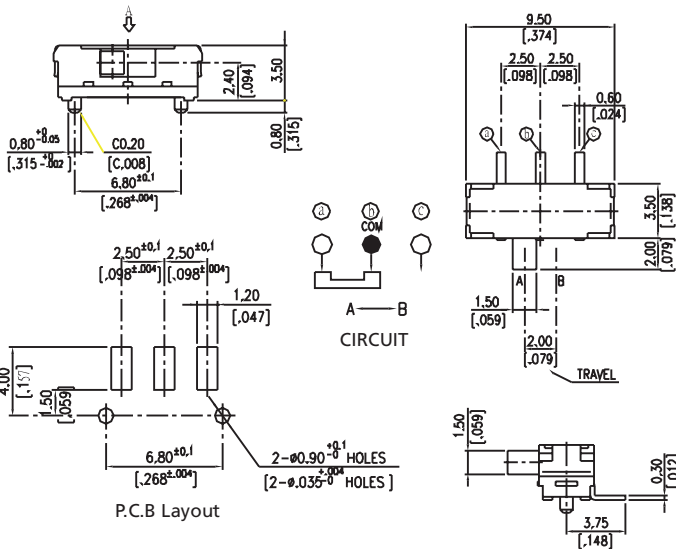 A
2.40
[.094]
3.50
0.80
[.315]
0.80 +0 -0.05
[.315 +0 -.002]
C0.20
[C.008]
6.80±0.1
[.268±.004]
9.50
[.374]
2.50 2.50
[.098] [.098]
0.60
[.024]
a b c
3.50
[.138]
2.00
[.079]
A B
1.50
[.059]
2.00
[.079]
TRAVEL
a b c
COM
A B
CIRCUIT
2.50±0.1 2.50±0.1
[.098±.004] [.098±.004]
1.20
[.047]
4.00
[.157]
1.50
[.059]
6.80±0.1
[.268±.004]
2-ø0.90 +0.1 -0 HOLES
[2-ø.035 +.004 -0 HOLES]
P.C.B Layout
1.50
[.059]
0.30
[.012]
3.75
[.148]